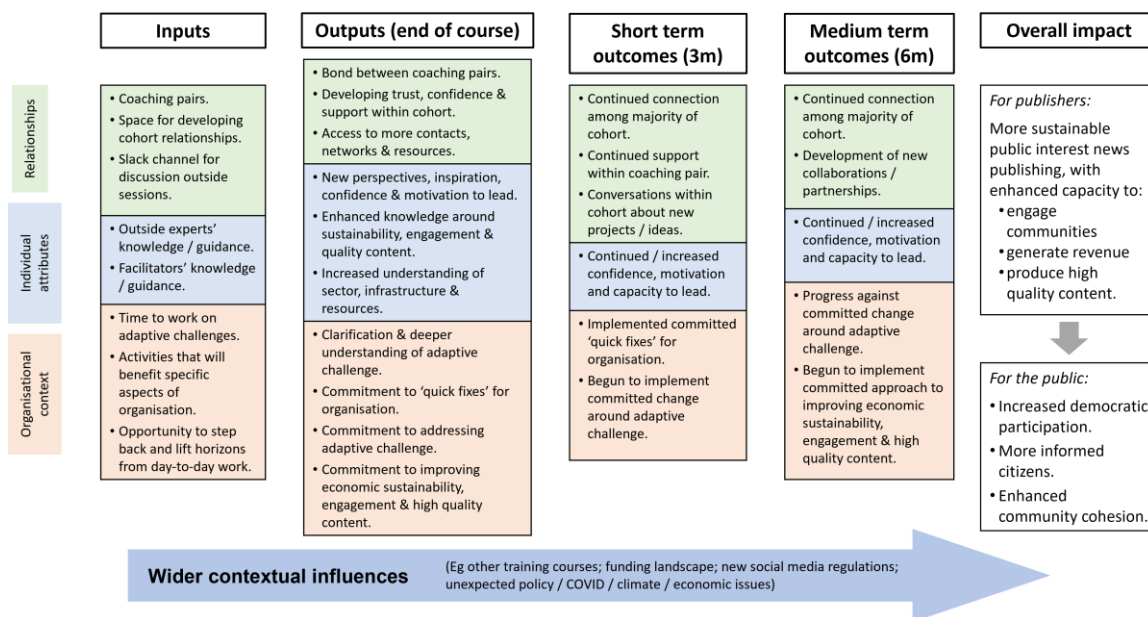 Inputs
Outputs (end of course)
Short term
outcomes (3m)
Medium term
outcomes (6m)
Overall impact
Relationships
Individual
attributes
Organisational
context
• Coaching pairs.
• Space for developing
cohort relationships.
• Slack channel for
discussion outside
sessions.
• Outside experts’
knowledge / guidance.
• Facilitators’ knowledge
/ guidance.
• Time to work on
adaptive challenges.
• Activities that will
benefit specific
aspects of
organisation.
• Opportunity to step
back and lift horizons
from day-to-day work.
• Bond between coaching pairs.
• Developing trust, confidence &
support within cohort.
• Access to more contacts,
networks & resources.
• New perspectives, inspiration,
confidence & motivation to lead.
• Enhanced knowledge around
sustainability, engagement &
quality content.
• Increased understanding of
sector, infrastructure &
resources.
• Clarification & deeper
understanding of adaptive
challenge.
• Commitment to ‘quick fixes’ for
organisation.
• Commitment to addressing
adaptive challenge.
• Commitment to improving
economic sustainability,
engagement & high quality
content.
• Continued connection
among majority of
cohort.
• Continued support
within coaching pair.
• Conversations within
cohort about new
projects / ideas.
• Continued / increased
confidence, motivation
and capacity to lead.
• Implemented committed
‘quick fixes’ for
organisation.
• Begun to implement
committed change
around adaptive
challenge.
• Continued connection
among majority of
cohort.
• Development of new
collaborations /
partnerships.
• Continued / increased
confidence, motivation
and capacity to lead.
• Progress against
committed change
around adaptive
challenge.
• Begun to implement
committed approach to
improving economic
sustainability,
engagement & high
quality content.
For publishers:
More sustainable
public interest news
publishing, with
enhanced capacity to:
• engage
communities
• generate revenue
• produce high
quality content.
For the public:
• Increased democratic
participation.
• More informed
citizens.
• Enhanced
community cohesion.
Wider contextual influences
(Eg other training courses; funding landscape; new social media regulations;
unexpected policy / COVID / climate / economic issues)